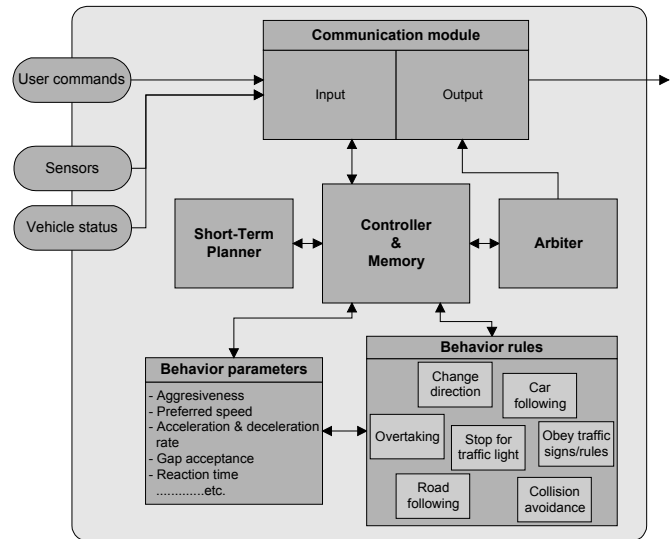 Communication module
User commands
Input
Output
Sensors
Vehicle status
Short-Term
Planner
Controller
&
Memory
Arbiter
Behavior parameters
- Aggresiveness
- Preferred speed
- Acceleration & deceleration
rate
- Gap acceptance
- Reaction time
.............etc.
Behavior rules
Change
direction
Car
following
Overtaking
Stop for
traffic light
Obey traffic
signs/rules
Road
following
Collision
avoidance